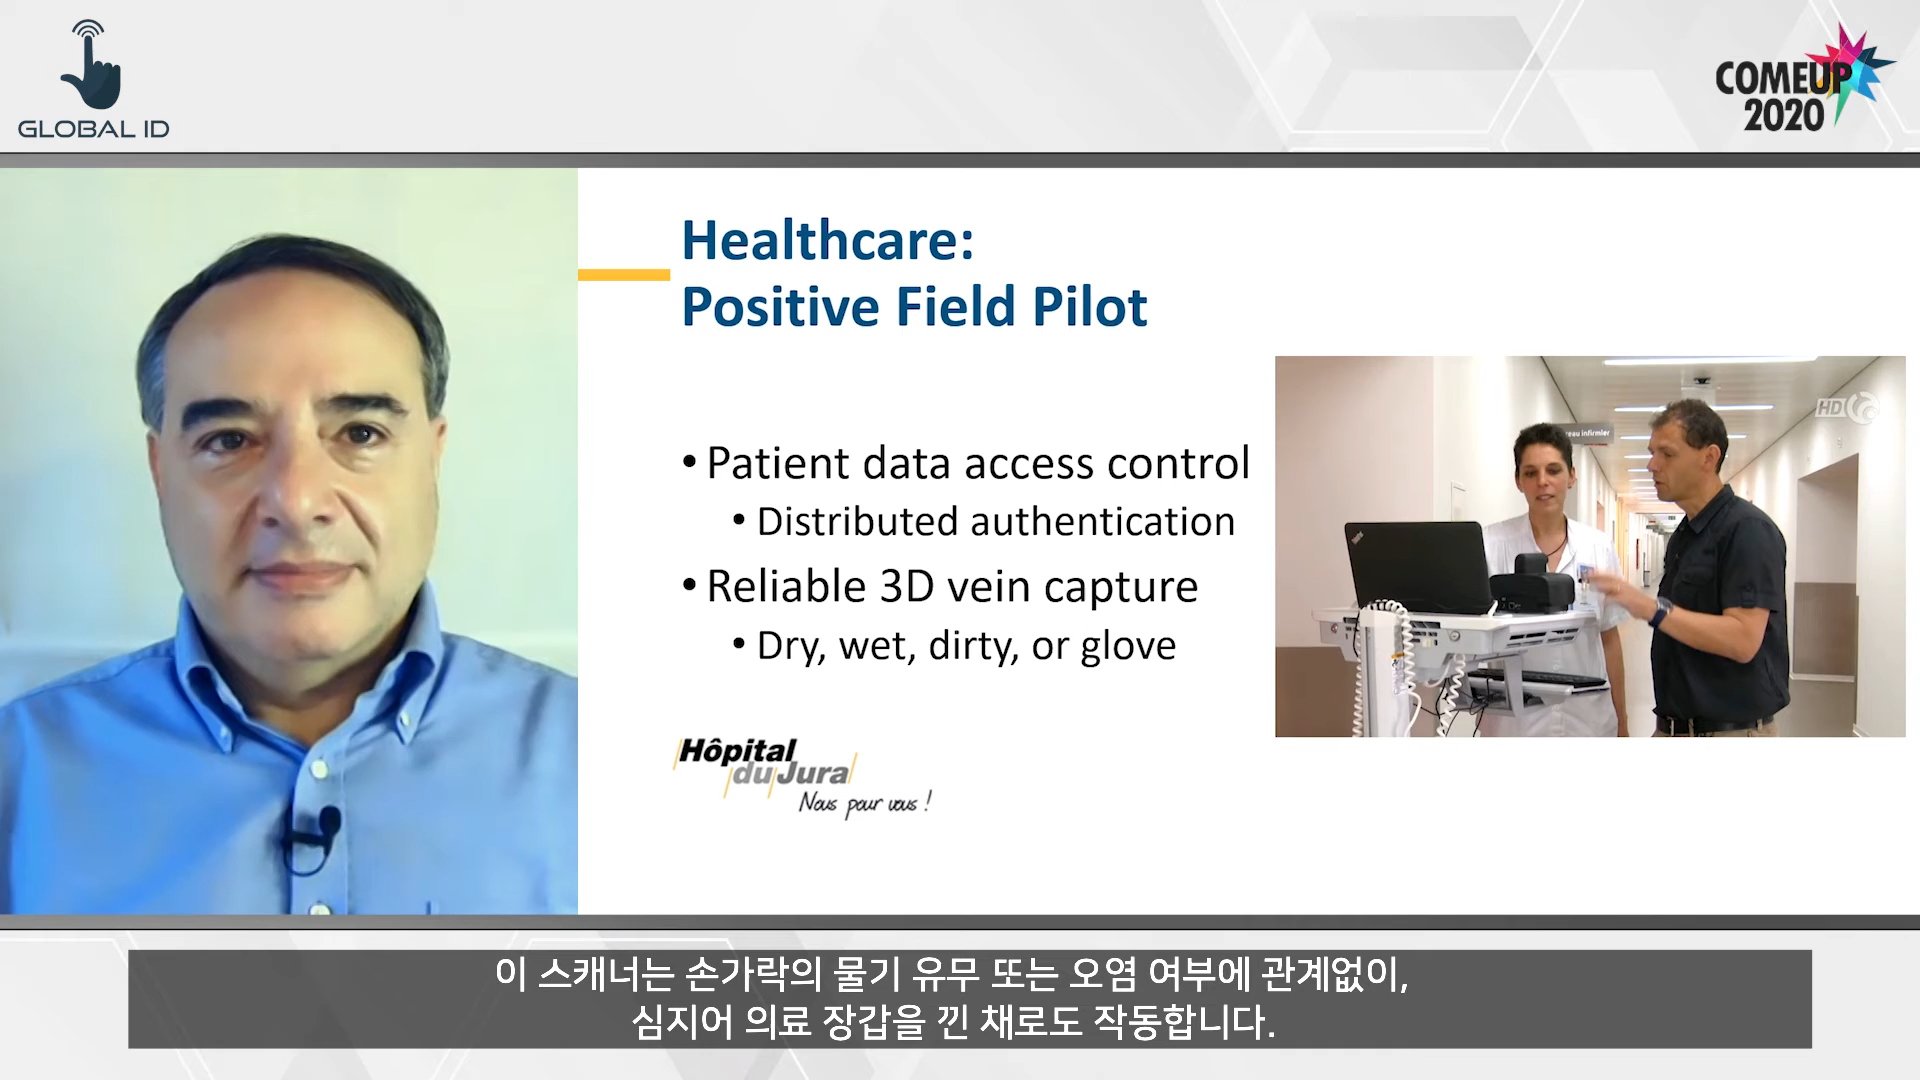 GLOBAL ID
COMEUP
2020
Healthcare:
Positive Field Pilot
• Patient data access control
• Distributed authentication
• Reliable 3D vein capture
• Dry, wet, dirty, or glove
HD
eau infirmier
Hôpital
du Jura
Nous pour vous !
이 스캐너는 손가락의 물기 유무 또는 오염 여부에 관계없이,
심지어 의료 장갑을 낀 채로도 작동합니다.